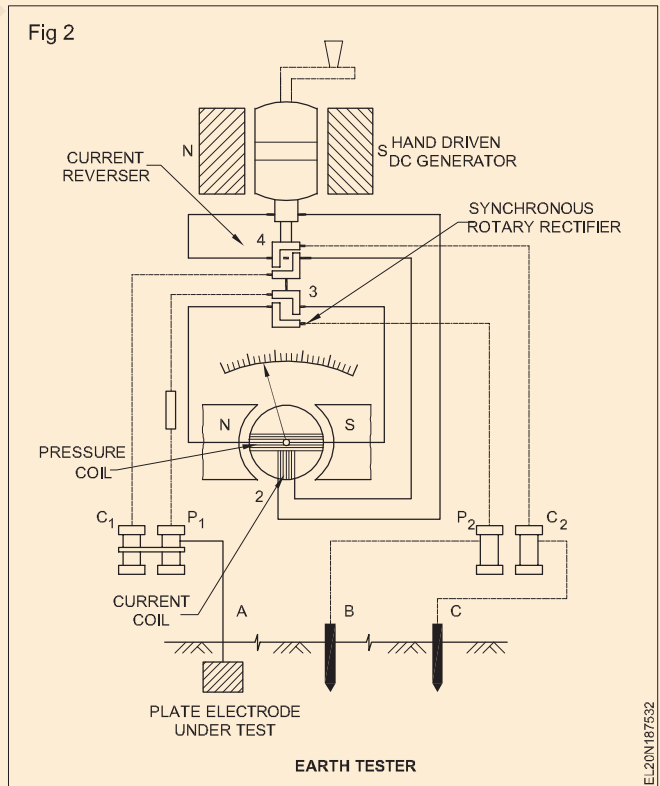 Fig 2
N
S
HAND DRIVEN
DC GENERATOR
CURRENT
REVERSER
SYNCHRONOUS
ROTARY RECTIFIER
4
3
N
S
PRESSURE
COIL
2
C1
P1
P2
C2
CURRENT
COIL
A
B
C
PLATE ELECTRODE
UNDER TEST
EARTH TESTER
EL20N187532